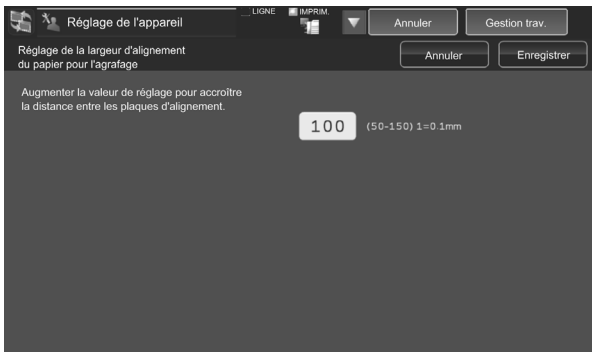 Réglage de l'appareil
LIGNE
IMPRIM.
Annuler
Gestion trav.
Réglage de la largeur d'alignement
du papier pour l'agrafage
Annuler
Enregistrer
Augmenter la valeur de réglage pour accroître
la distance entre les plaques d'alignement.
100
(50-150) 1=0.1mm